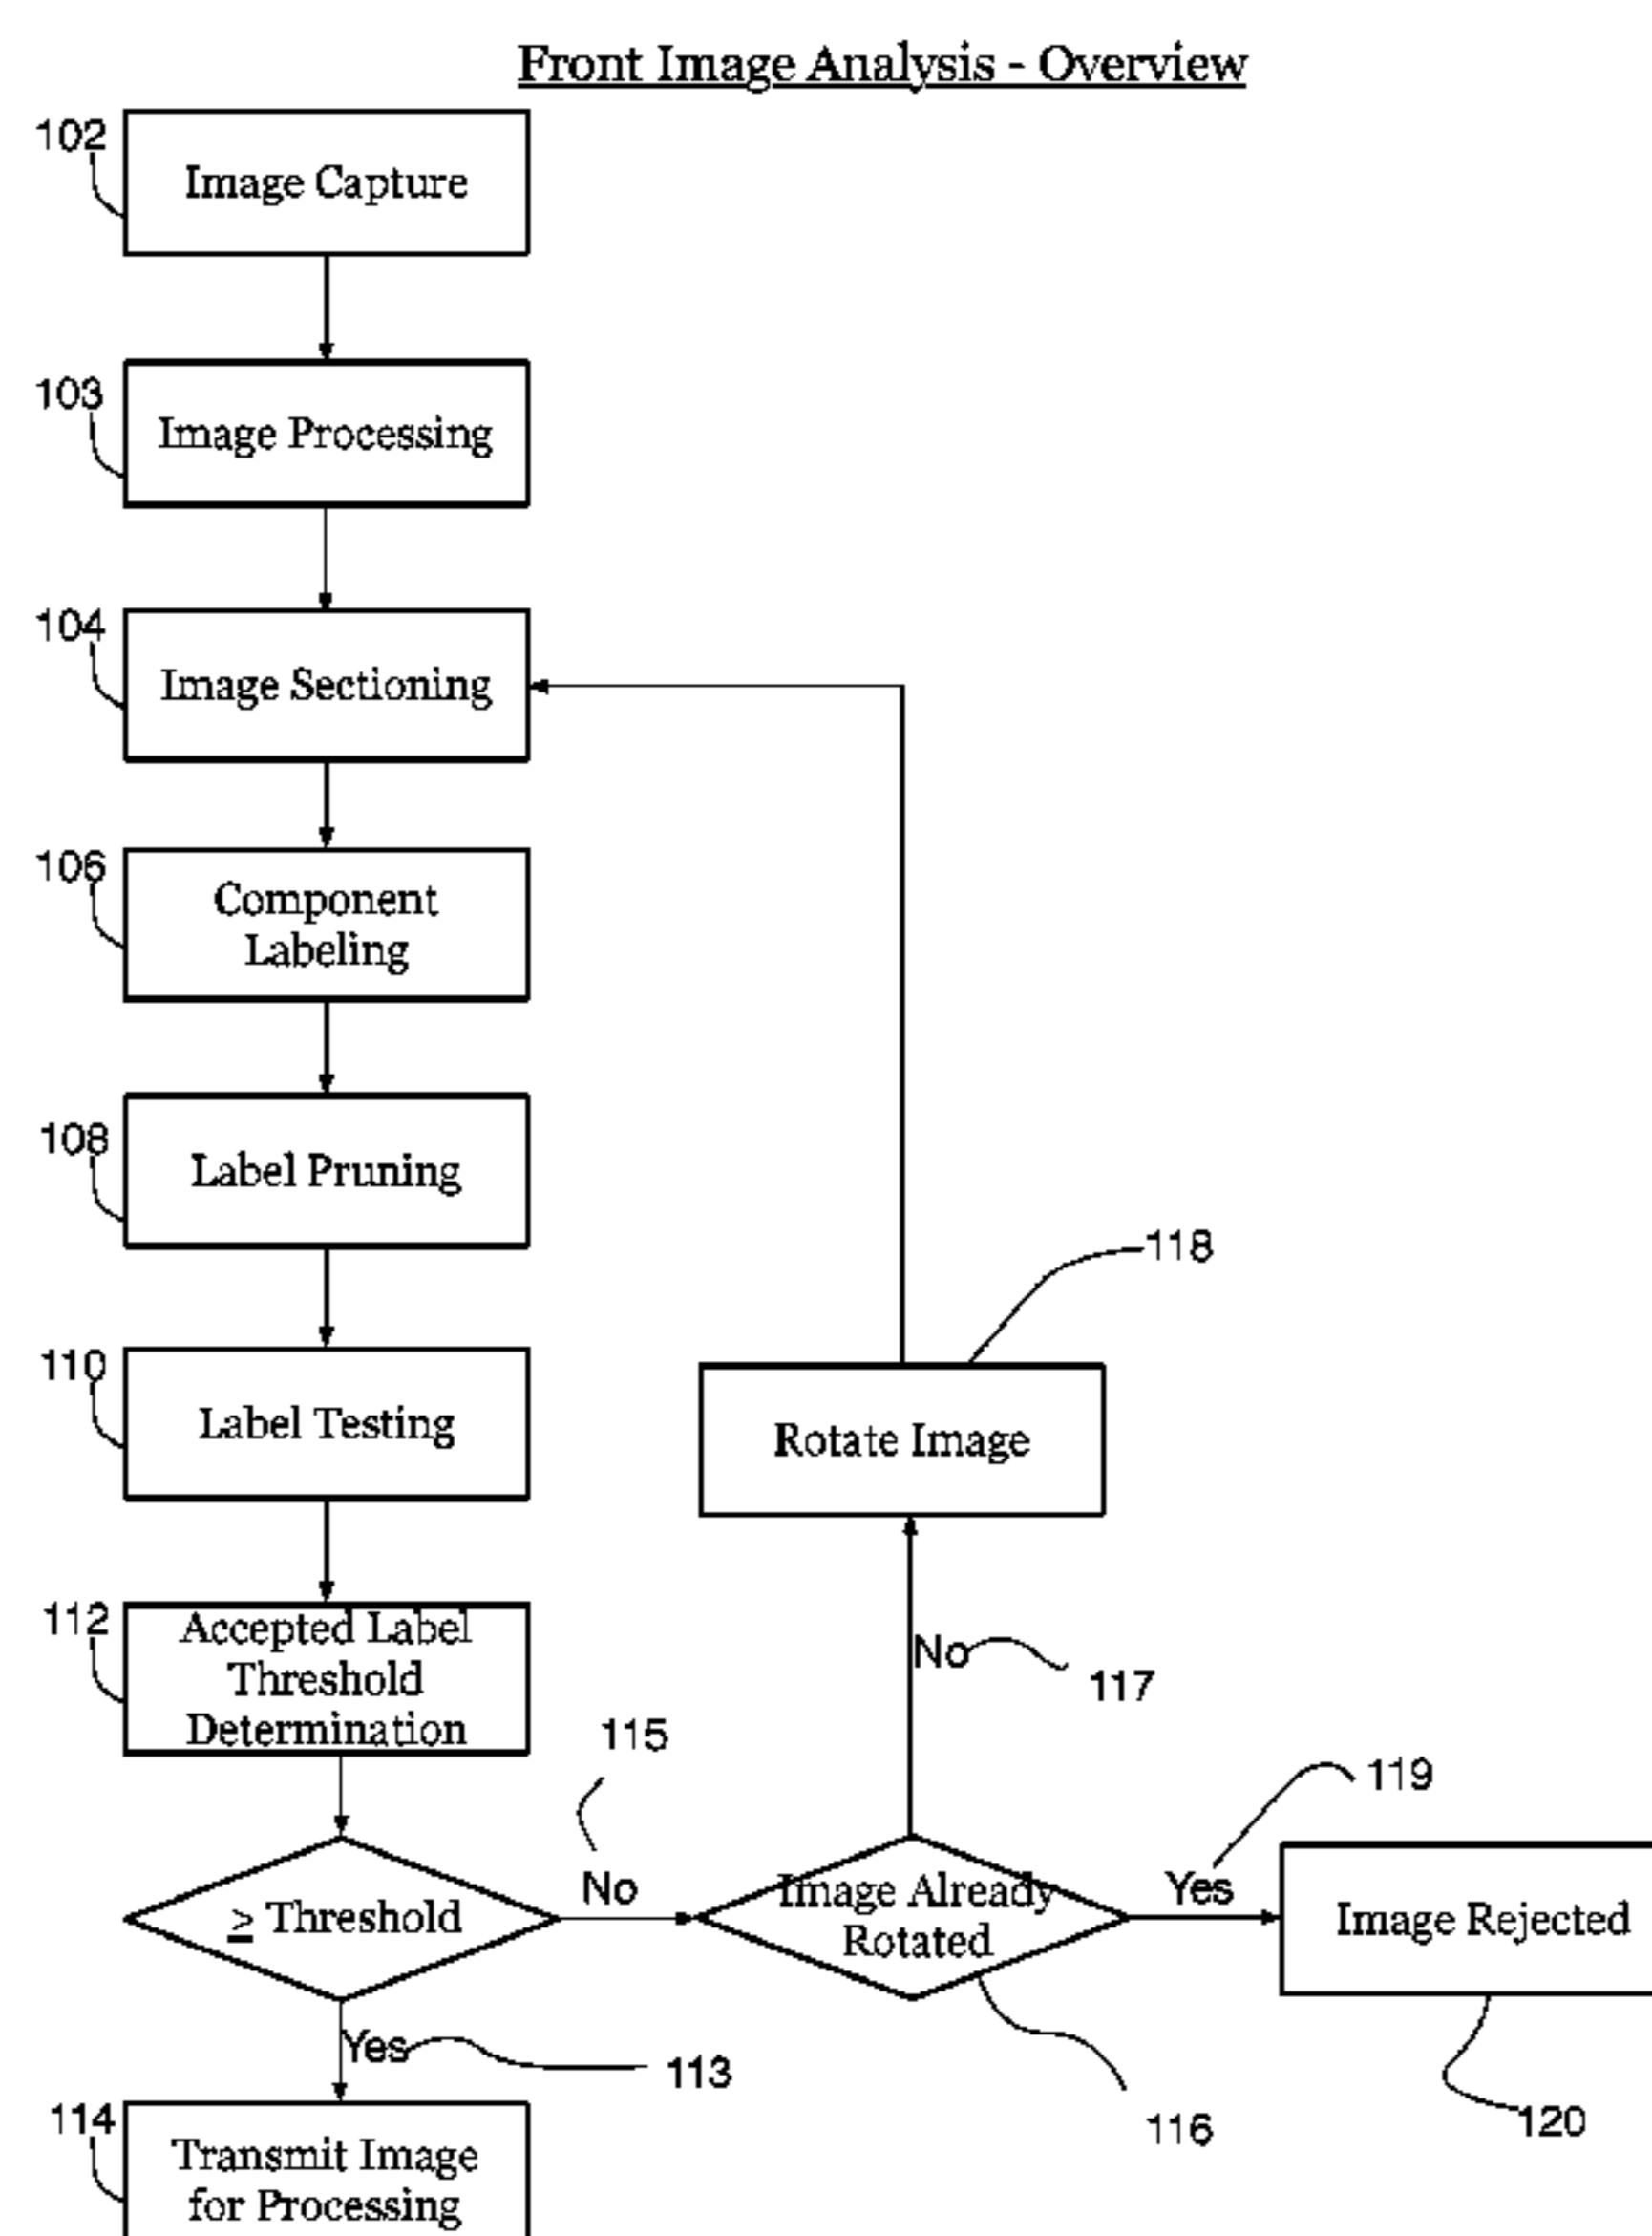 Front Image Analysis - Overview
102
Image Capture
103
Image Processing
104
Image Sectioning
106
Component
Labeling
108
Label Pruning
118
110
Label Testing
Rotate Image
112
Accepted Label
Threshold
Determination
No
117
115
119
≥ Threshold
No
Image Already
Rotated
Yes
Image Rejected
Yes
113
116
120
114
Transmit Image
for Processing